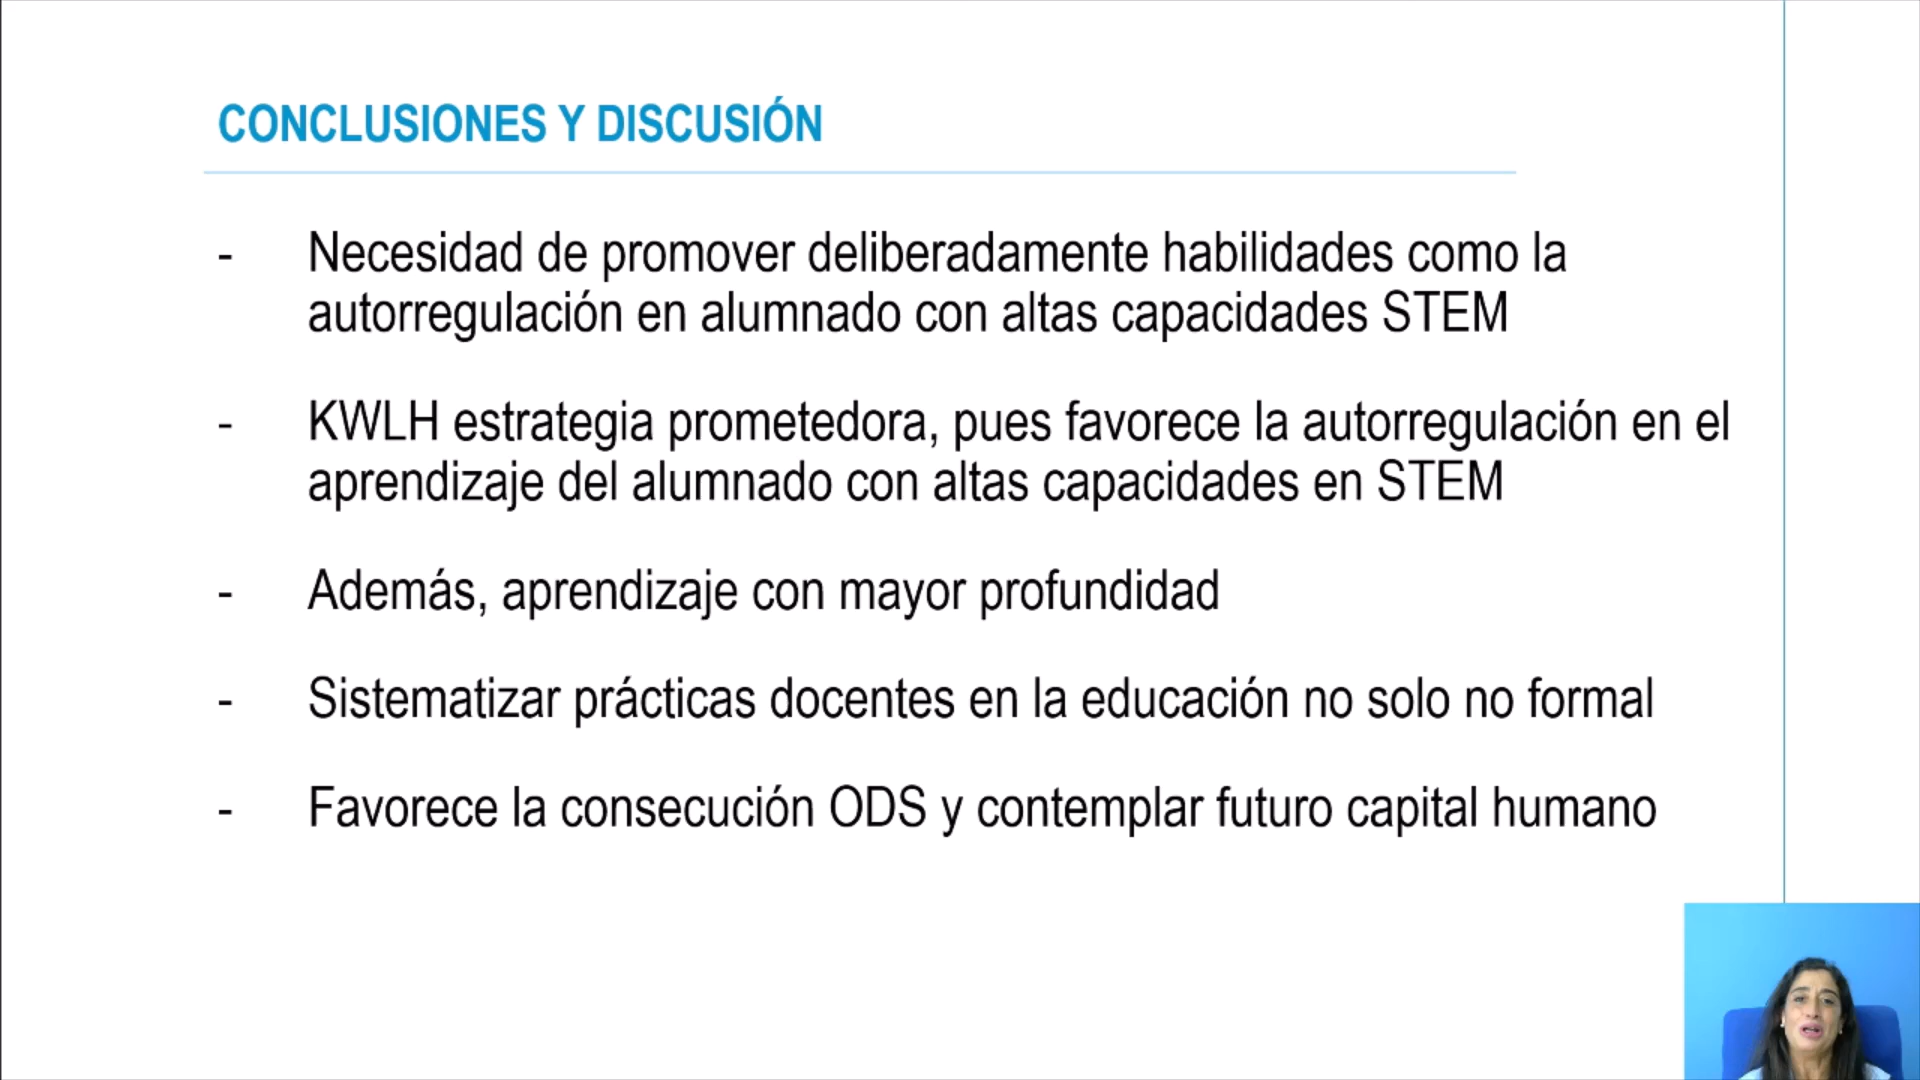 CONCLUSIONES Y DISCUSIÓN
- Necesidad de promover deliberadamente habilidades como la
autorregulación en alumnado con altas capacidades STEM
- KWLH estrategia prometedora, pues favorece la autorregulación en el
aprendizaje del alumnado con altas capacidades en STEM
- Además, aprendizaje con mayor profundidad
- Sistematizar prácticas docentes en la educación no solo no formal
- Favorece la consecución ODS y contemplar futuro capital humano